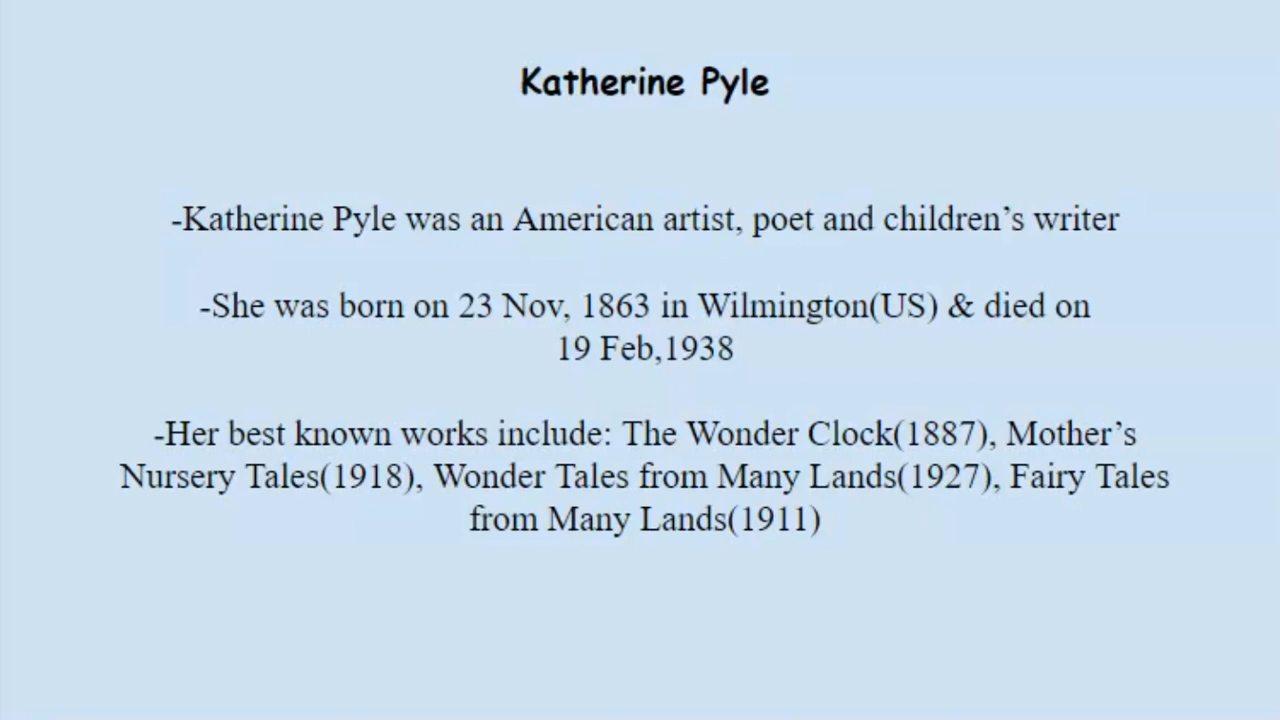 Katherine Pyle
-Katherine Pyle was an American artist, poet and children’s writer
-She was born on 23 Nov, 1863 in Wilmington(US) & died on
19 Feb,1938
-Her best known works include: The Wonder Clock(1887), Mother’s
Nursery Tales(1918), Wonder Tales from Many Lands(1927), Fairy Tales
from Many Lands(1911)